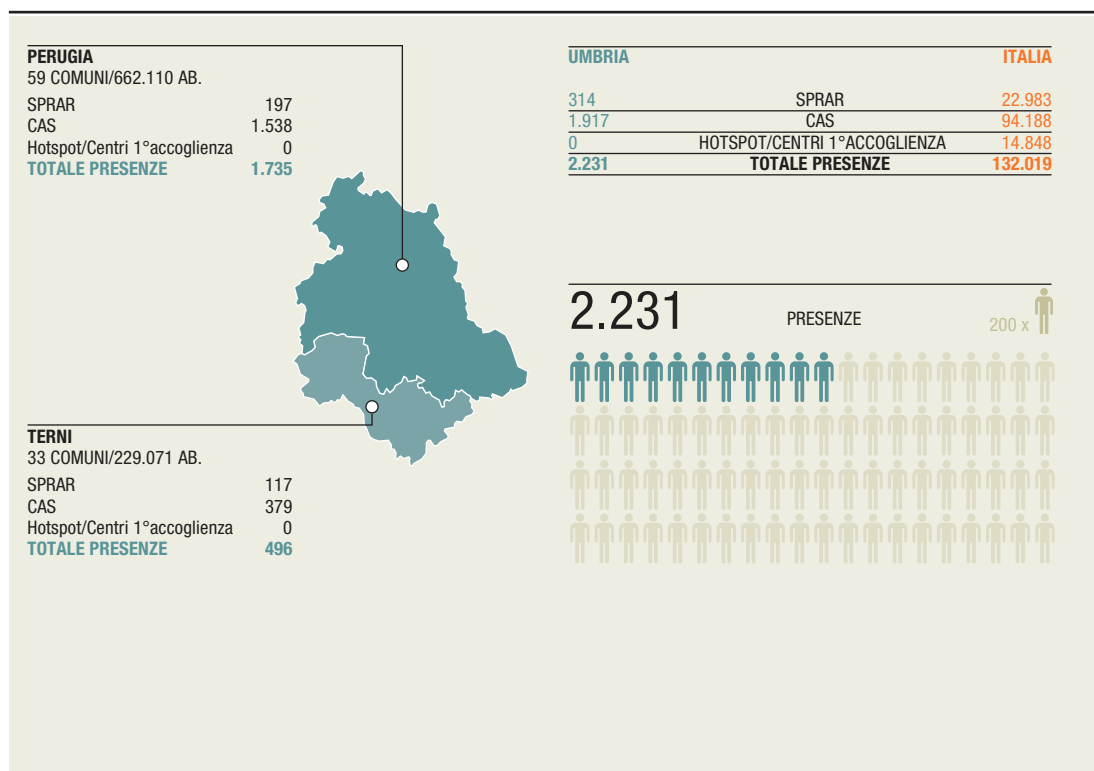 PERUGIA
59 COMUNI/662.110 AB.
SPRAR 197
CAS 1.538
Hotspot/Centri 1°accoglienza 0
TOTALE PRESENZE 1.735
TERNI
33 COMUNI/229.071 AB.
SPRAR 117
CAS 379
Hotspot/Centri 1°accoglienza 0
TOTALE PRESENZE 496
UMBRIA ITALIA
314 SPRAR 22.983
1.917 CAS 94.188
0 HOTSPOT/CENTRI 1°ACCOGLIENZA 14.848
2.231 TOTALE PRESENZE 132.019
2.231 PRESENZE 200 x